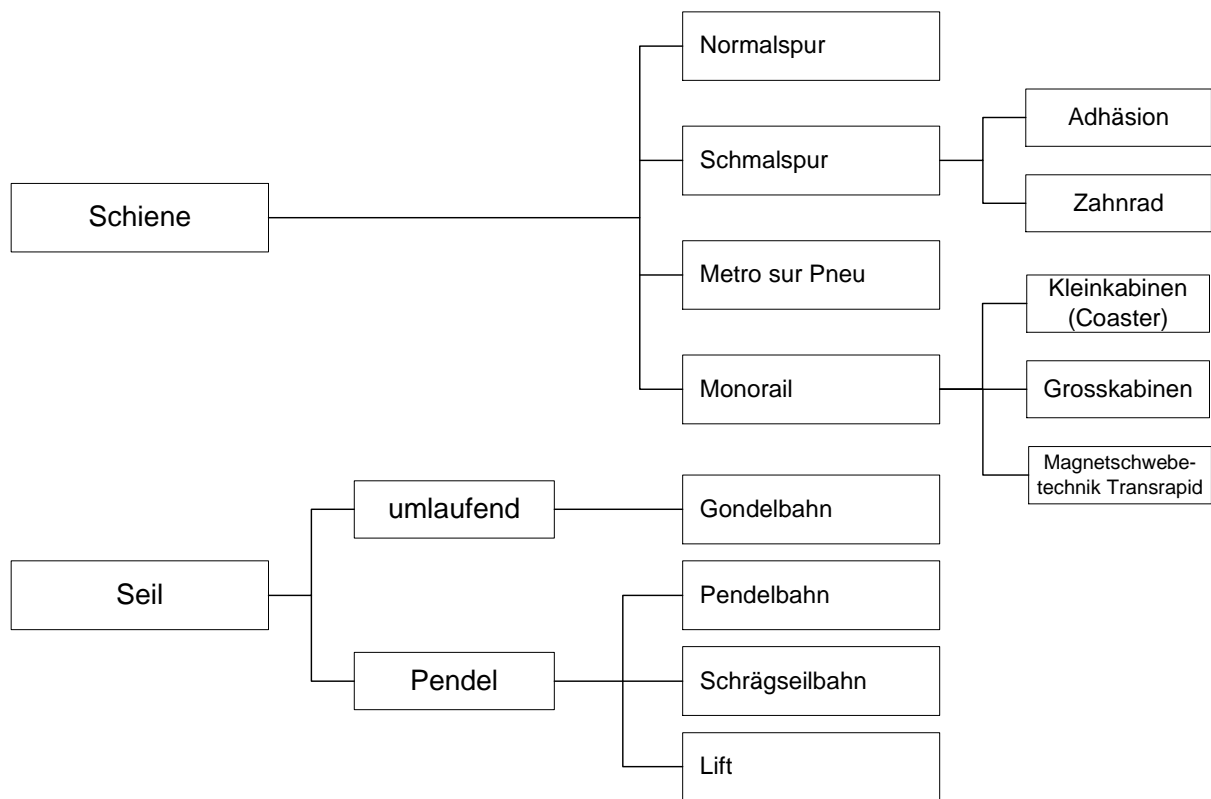 Normalspur
Adhäsion
Schmalspur
Zahnrad
Schiene
Metro sur Pneu
Kleinkabinen
(Coaster)
Monorail
Grosskabinen
Magnetschwebe-
technik Transrapid
umlaufend
Gondelbahn
Seil
Pendelbahn
Pendel
Schrägseilbahn
Lift